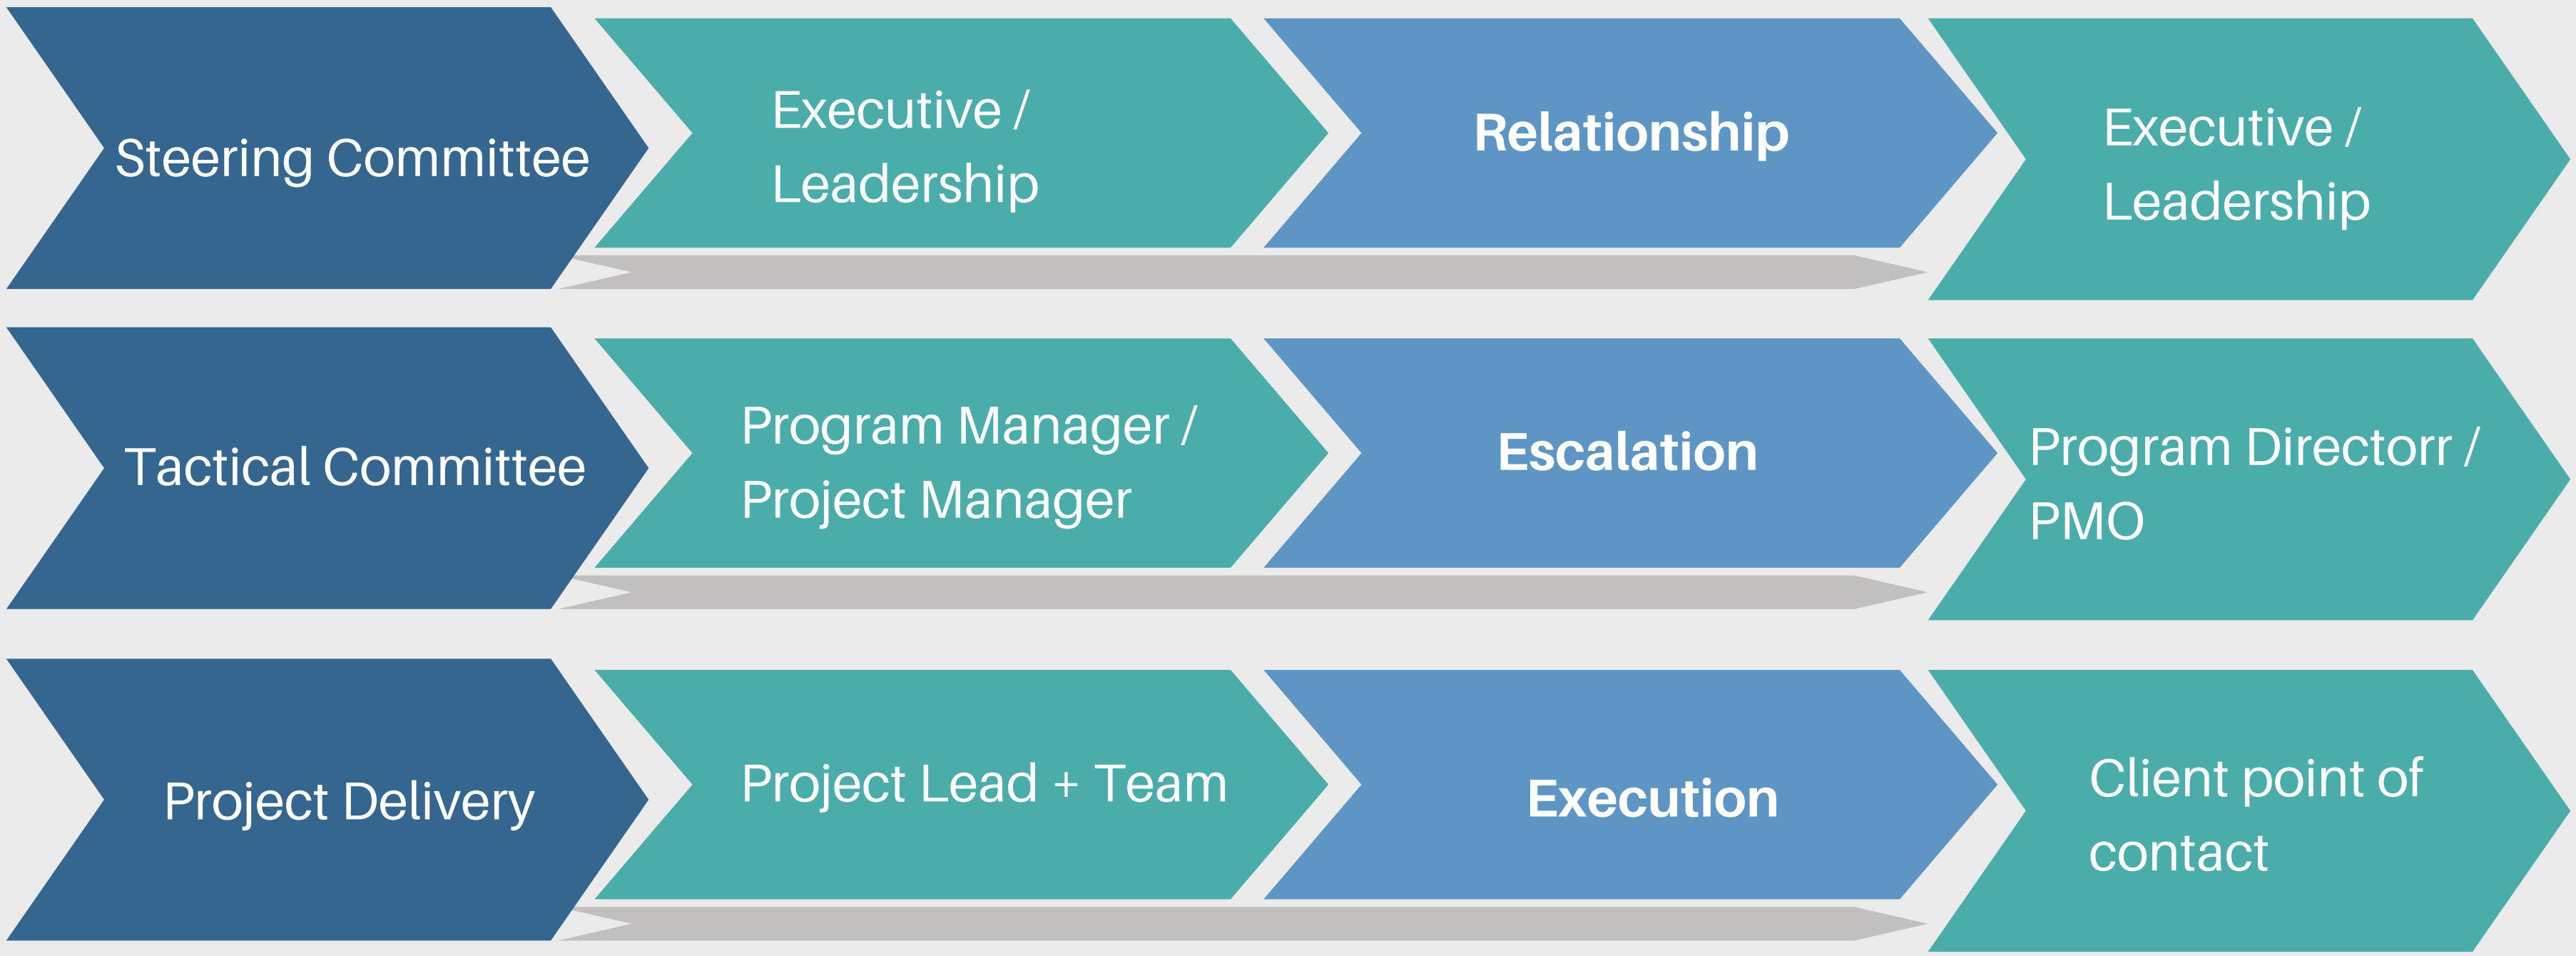 Steering Committee
Executive /
Leadership
Relationship
Executive /
Leadership
Tactical Committee
Program Manager /
Project Manager
Escalation
Program Directorr /
PMO
Project Delivery
Project Lead + Team
Execution
Client point of
contact